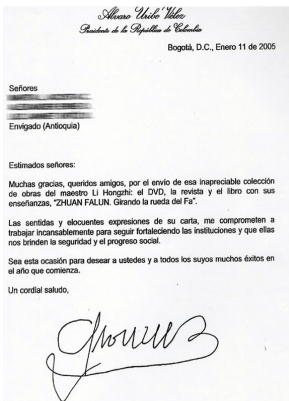 Alvaro Uribe Vélez
Presidente de la República de Colombia
Bogotá, D.C., Enero 11 de 2005
Señores
Envigado (Antioquia)
Estimados señores:
Muchas gracias, queridos amigos, por el envio de esa inapreciable colección
de obras del maestro Li Hongzhi: el DVD, la revista y el libro con sus
enseñanzas, "ZHUAN FALUN. Girando la rueda del Fa".
Las sentidas y elocuentes expresiones de su carta, me comprometen a
trabajar incansablemente para seguir fortaleciendo las instituciones y que ellas
nos brinden la seguridad y el progreso social.
Sea esta ocasión para desear a ustedes y a todos los suyos muchos éxitos en
el año que comienza.
Un cordial saludo,